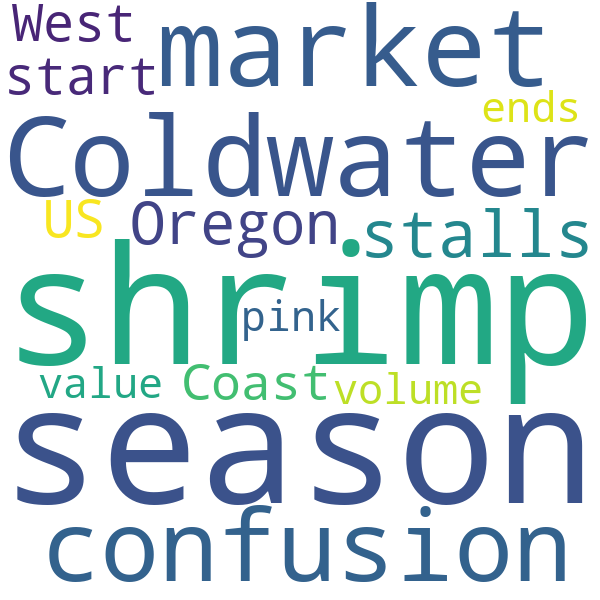 West
market
start
ends
Coldwater
US
Oregon
stalls
shrimp
pink
value
Coast
volume
season
confusion